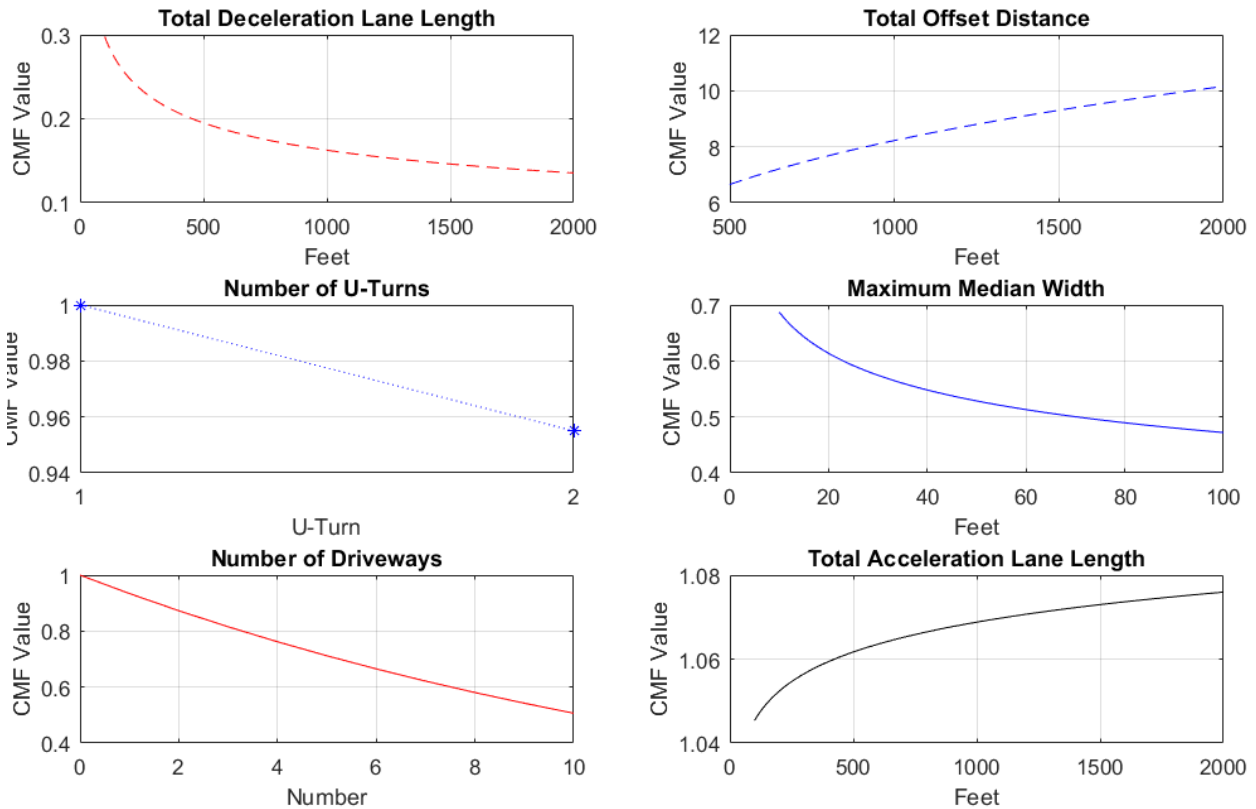 Total Deceleration Lane Length
0.3
0.2
0.1
CMF Value
0 500 1000 1500 2000
Feet
Total Offset Distance
12
10
8
6
CMF Value
500 1000 1500 2000
Feet
Number of U-Turns
1
0.98
0.96
0.94
CMF Value
1 2
U-Turn
Maximum Median Width
0.7
0.6
0.5
0.4
CMF Value
0 20 40 60 80 100
Feet
Number of Driveways
1
0.8
0.6
0.4
CMF Value
0 2 4 6 8 10
Number
Total Acceleration Lane Length
1.08
1.06
1.04
CMF Value
0 500 1000 1500 2000
Feet